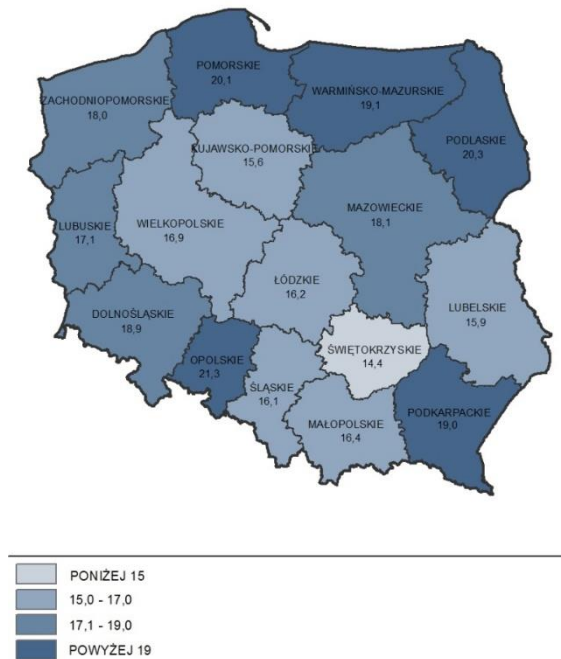 POMORSKIE
20,1
WARMIŃSKO-MAZURSKIE
19,1
ZACHODNIOPOMORSKIE
18,0
PODLASKIE
20,3
KUJAWSKO-POMORSKIE
15,6
MAZOWIECKIE
18,1
LUBUSKIE
17,1
WIELKOPOLSKIE
16,9
ŁÓDZKIE
16,2
LUBELSKIE
15,9
DOLNOŚLĄSKIE
18,9
ŚWIĘTOKRZYSKIE
14,4
OPOLSKIE
21,3
ŚLĄSKIE
16,1
PODKARPACKIE
19,0
MAŁOPOLSKIE
16,4
PONIŻEJ 15
15,0 - 17,0
17,1 - 19,0
POWYŻEJ 19